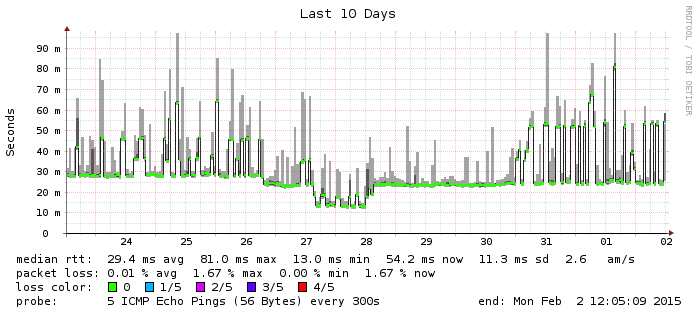 Last 10 Days
RRDTOOL / TOBI OETIKER
Seconds
90 m
80 m
70 m
60 m
50 m
40 m
30 m
20 m
10 m
0
24 25 26 27 28 29 30 31 01 02
median rtt: 29.4 ms avg 81.0 ms max 13.0 ms min 54.2 ms now 11.3 ms sd 2.6 am/s
packet loss: 0.01 % avg 1.67 % max 0.00 % min 1.67 % now
loss color: 0 1/5 2/5 3/5 4/5
probe: 5 ICMP Echo Pings (56 Bytes) every 300s end: Mon Feb 2 12:05:09 2015